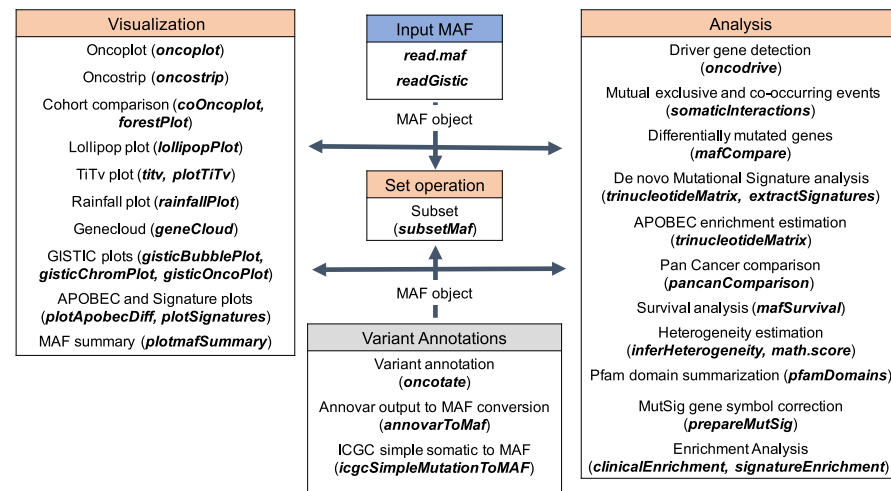 Visualization
Oncoplot (oncoplot)
Oncostrip (oncostrip)
Cohort comparison (coOncoplot,
forestPlot)
Lollipop plot (lollipopPlot)
TiTv plot (titv, plotTiTv)
Rainfall plot (rainfallPlot)
Genecloud (geneCloud)
GISTIC plots (gisticBubblePlot,
gisticChromPlot, gisticOncoPlot)
APOBEC and Signature plots
(plotApobecDiff, plotSignatures)
MAF summary (plotmafSummary)
Input MAF
read.maf
readGistic
MAF object
Set operation
Subset
(subsetMaf)
MAF object
Variant Annotations
Variant annotation
(oncotate)
Annovar output to MAF conversion
(annovarToMaf)
ICGC simple somatic to MAF
(icgcSimpleMutationToMAF)
Analysis
Driver gene detection
(oncodrive)
Mutual exclusive and co-occurring events
(somaticInteractions)
Differentially mutated genes
(mafCompare)
De novo Mutational Signature analysis
(trinucleotideMatrix, extractSignatures)
APOBEC enrichment estimation
(trinucleotideMatrix)
Pan Cancer comparison
(pancanComparison)
Survival analysis (mafSurvival)
Heterogeneity estimation
(inferHeterogeneity, math.score)
Pfam domain summarization (pfamDomains)
MutSig gene symbol correction
(prepareMutSig)
Enrichment Analysis
(clinicalEnrichment, signatureEnrichment)